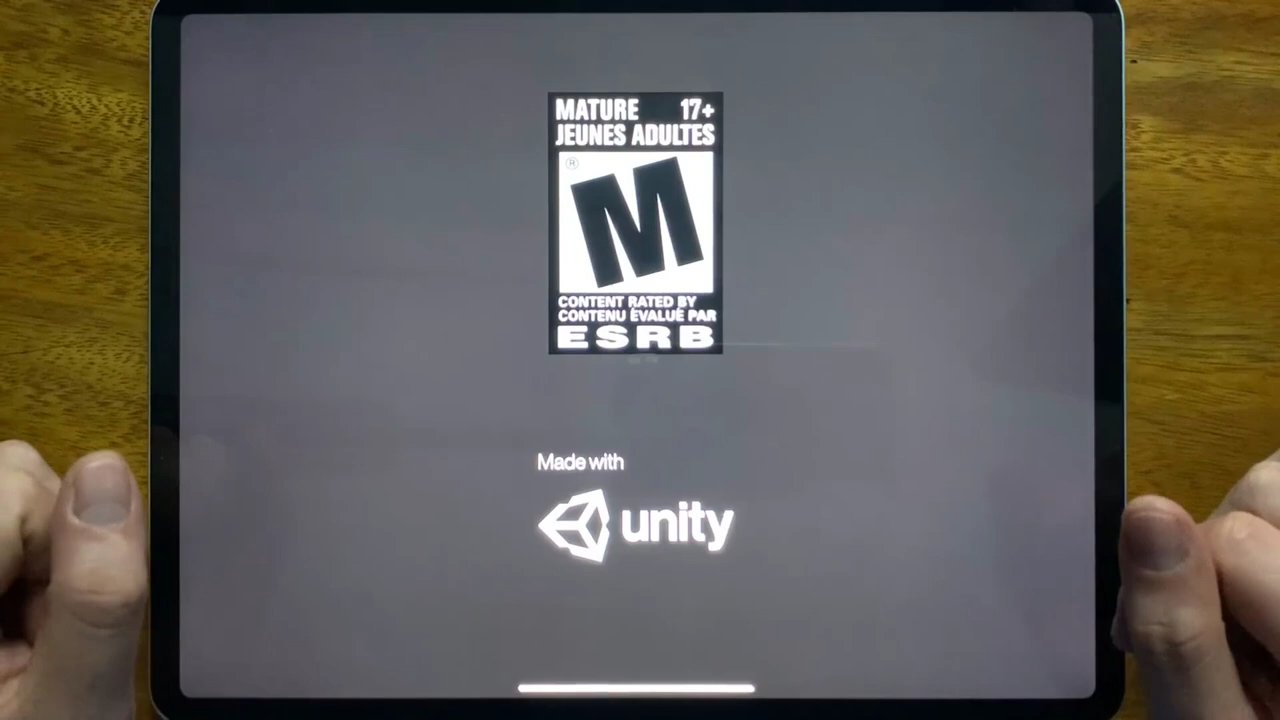 MATURE 17+
JEUNES ADULTES
®
M
CONTENT RATED BY
CONTENU ÉVALUÉ PAR
ESRB
Made with
unity